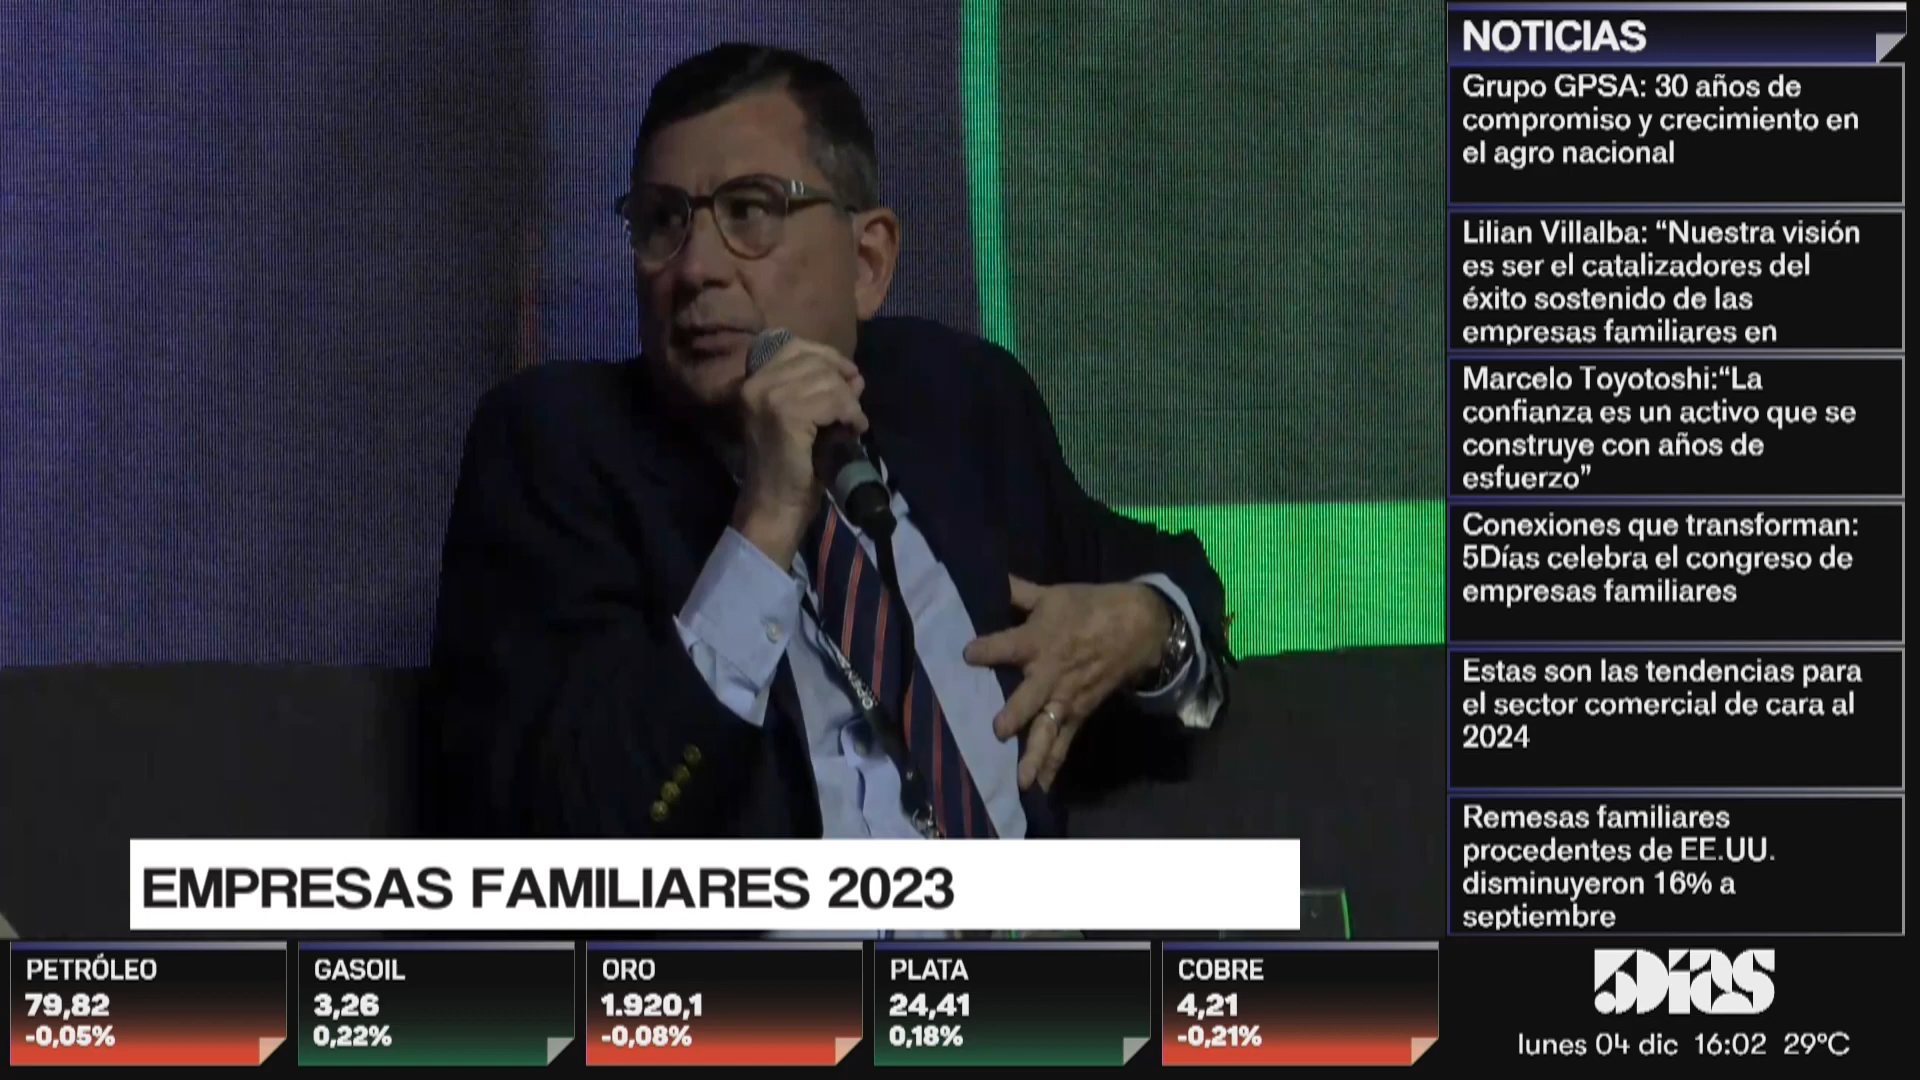 NOTICIAS
Grupo GPSA: 30 años de
compromiso y crecimiento en
el agro nacional
Lilian Villalba: “Nuestra visión
es ser el catalizadores del
éxito sostenido de las
empresas familiares en
Marcelo Toyotoshi:“La
confianza es un activo que se
construye con años de
esfuerzo”
Conexiones que transforman:
5Días celebra el congreso de
empresas familiares
Estas son las tendencias para
el sector comercial de cara al
2024
Remesas familiares
procedentes de EE.UU.
disminuyeron 16% a
septiembre
EMPRESAS FAMILIARES 2023
PETRÓLEO
79,82
-0,05%
GASOIL
3,26
0,22%
ORO
1.920,1
-0,08%
PLATA
24,41
0,18%
COBRE
4,21
-0,21%
5Días
lunes 04 dic 16:02 29°C